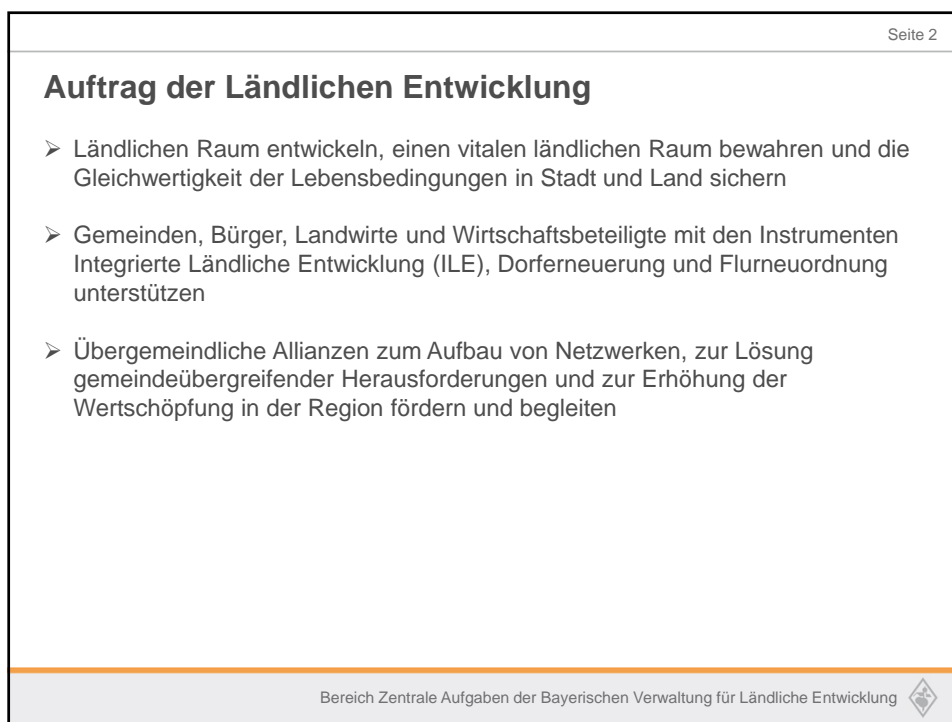 Seite 2
Auftrag der Ländlichen Entwicklung
➢ Ländlichen Raum entwickeln, einen vitalen ländlichen Raum bewahren und die
Gleichwertigkeit der Lebensbedingungen in Stadt und Land sichern
➢ Gemeinden, Bürger, Landwirte und Wirtschaftsbeteiligte mit den Instrumenten
Integrierte Ländliche Entwicklung (ILE), Dorferneuerung und Flurneuordnung
unterstützen
➢ Übergemeindliche Allianzen zum Aufbau von Netzwerken, zur Lösung
gemeindeübergreifender Herausforderungen und zur Erhöhung der
Wertschöpfung in der Region fördern und begleiten
Bereich Zentrale Aufgaben der Bayerischen Verwaltung für Ländliche Entwicklung